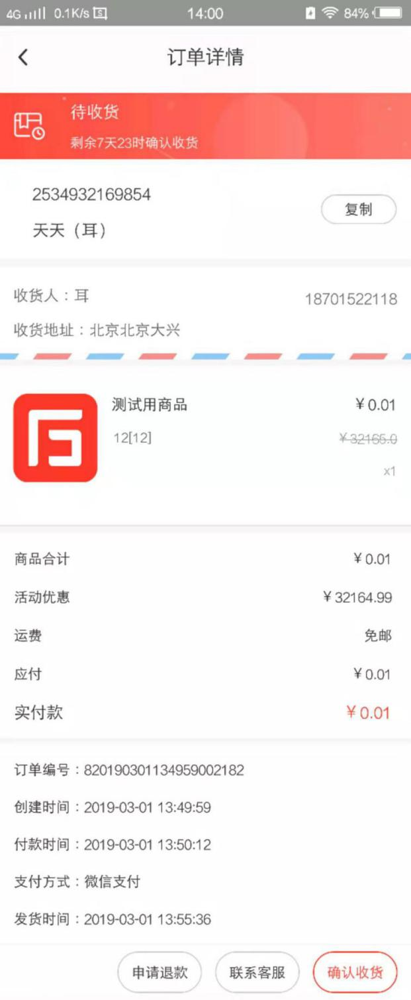 4G 0.1K/s 14:00 84%
订单详情
待收货
剩余7天23时确认收货
2534932169854
复制
天天（耳）
收货人：耳 18701522118
收货地址：北京北京大兴
测试用商品 ￥0.01
12[12] ￥32165.0
x1
商品合计 ￥0.01
活动优惠 ￥32164.99
运费 免邮
应付 ￥0.01
实付款 ￥0.01
订单编号：820190301134959002182
创建时间：2019-03-01 13:49:59
付款时间：2019-03-01 13:50:12
支付方式：微信支付
发货时间：2019-03-01 13:55:36
申请退款 联系客服 确认收货